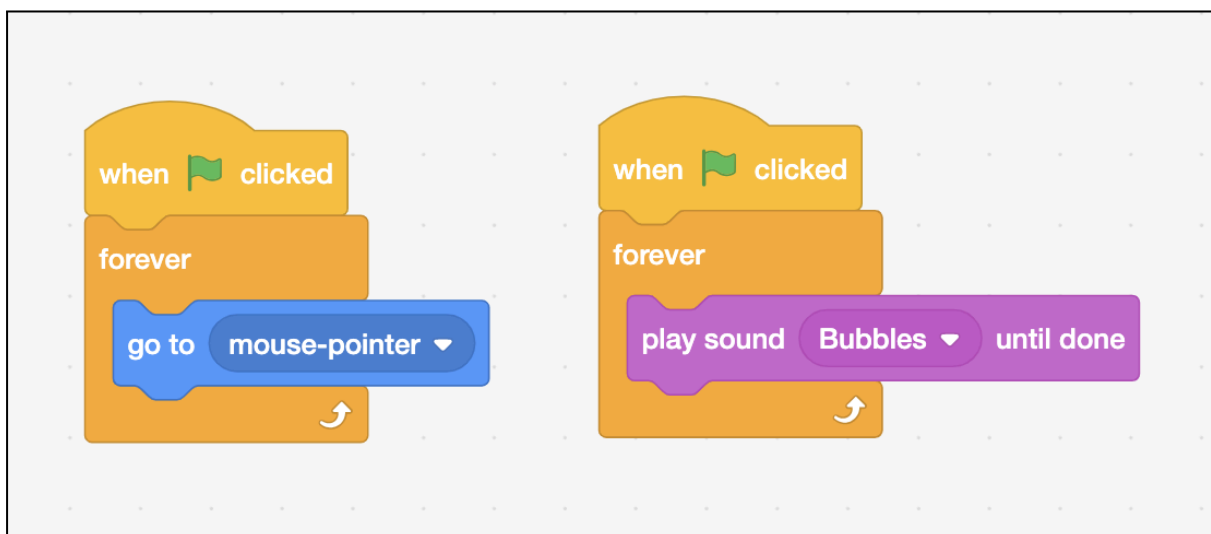 when clicked
forever
go to mouse-pointer
when clicked
forever
play sound Bubbles until done